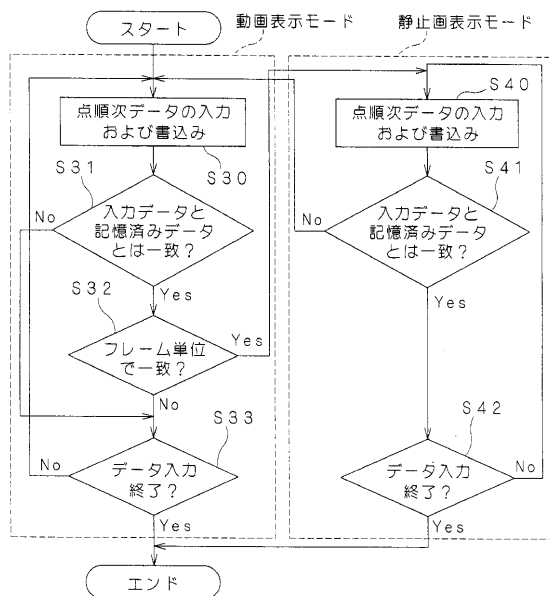 スタート
動画表示モード
静止画表示モード
点順次データの入力
および書込み
S30
S31
No
入力データと
記憶済みデータ
とは一致？
Yes
S32
フレーム単位
で一致？
Yes
No
S33
No
データ入力
終了？
Yes
エンド
S40
点順次データの入力
および書込み
S41
No
入力データと
記憶済みデータ
とは一致？
Yes
S42
データ入力
終了？
No
Yes